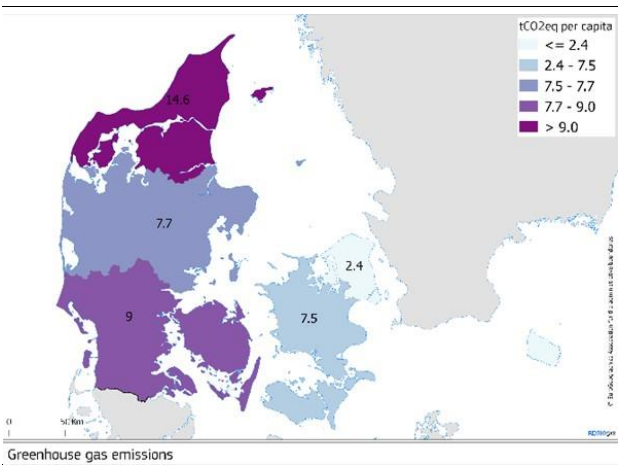 tCO2eq per capita
<= 2.4
2.4 - 7.5
7.5 - 7.7
7.7 - 9.0
> 9.0
14.6
7.7
2.4
7.5
9
0 50 Km
Greenhouse gas emissions